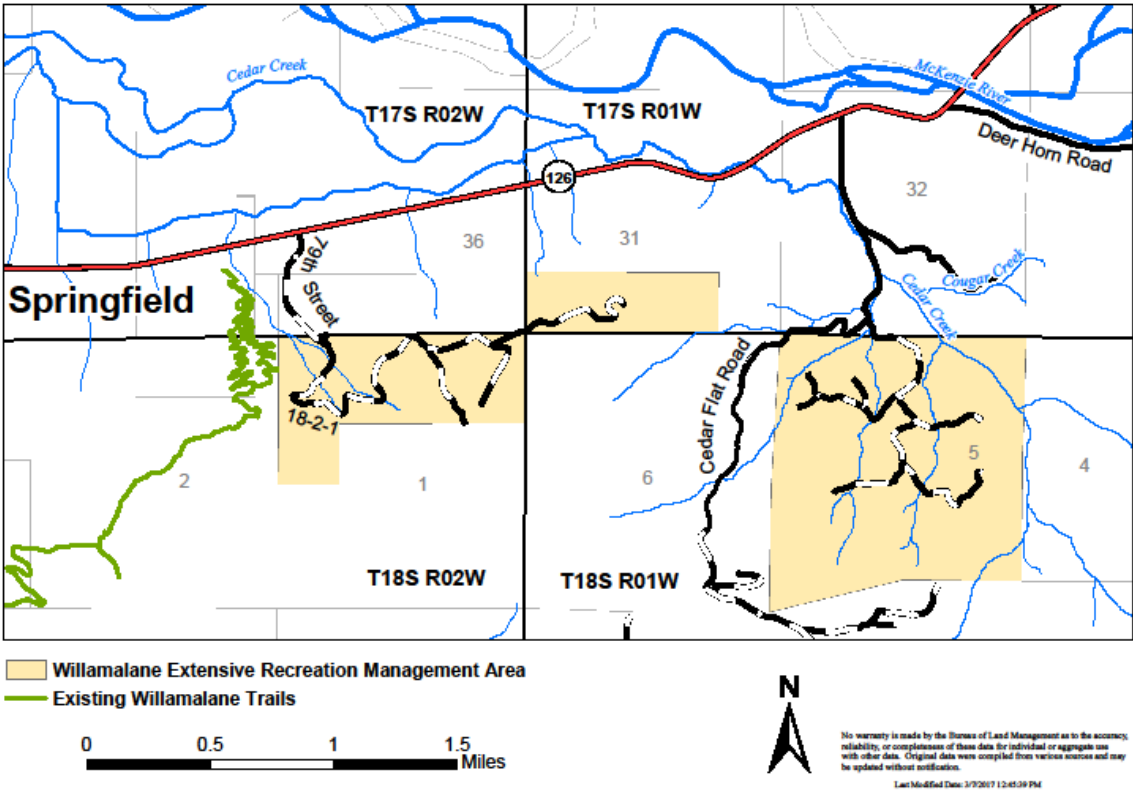 Cedar Creek
McKenzie River
T17S R02W
T17S R01W
Deer Horn Road
126
32
36
31
79th Street
Cougar Creek
Cedar Creek
Springfield
Cedar Flat Road
18-2-1
2
1
6
5
4
T18S R02W
T18S R01W
Willamalane Extensive Recreation Management Area
Existing Willamalane Trails
0 0.5 1 1.5
Miles
N
No warranty is made by the Bureau of Land Management as to the accuracy,
reliability, or completeness of these data for individual or aggregate use
with other data. Original data were compiled from various sources and may
be updated without notification.
Last Modified Date: 3/7/2017 12:45:39 PM